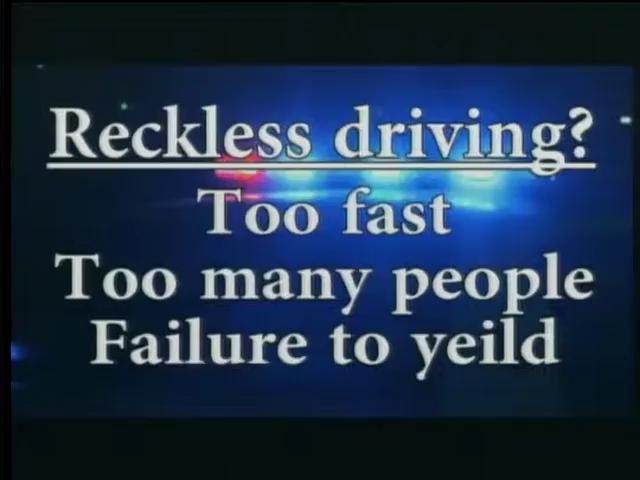 Reckless driving?
Too fast
Too many people
Failure to yeild